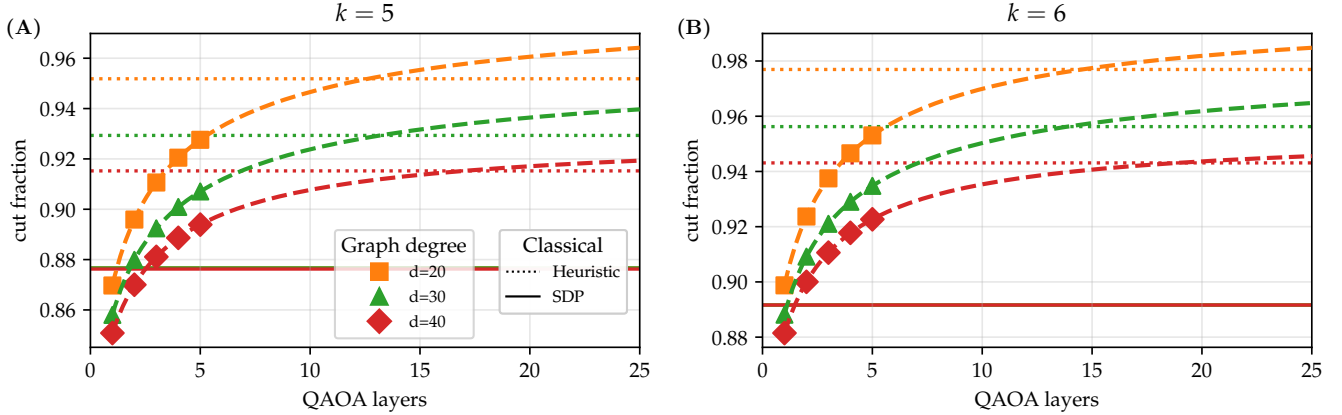 (A)
k = 5
cut fraction
0.96
0.94
0.92
0.90
0.88
0.86
Graph degree
d=20
d=30
d=40
Classical
Heuristic
SDP
0 5 10 15 20 25
QAOA layers
(B)
k = 6
cut fraction
0.98
0.96
0.94
0.92
0.90
0.88
0 5 10 15 20 25
QAOA layers